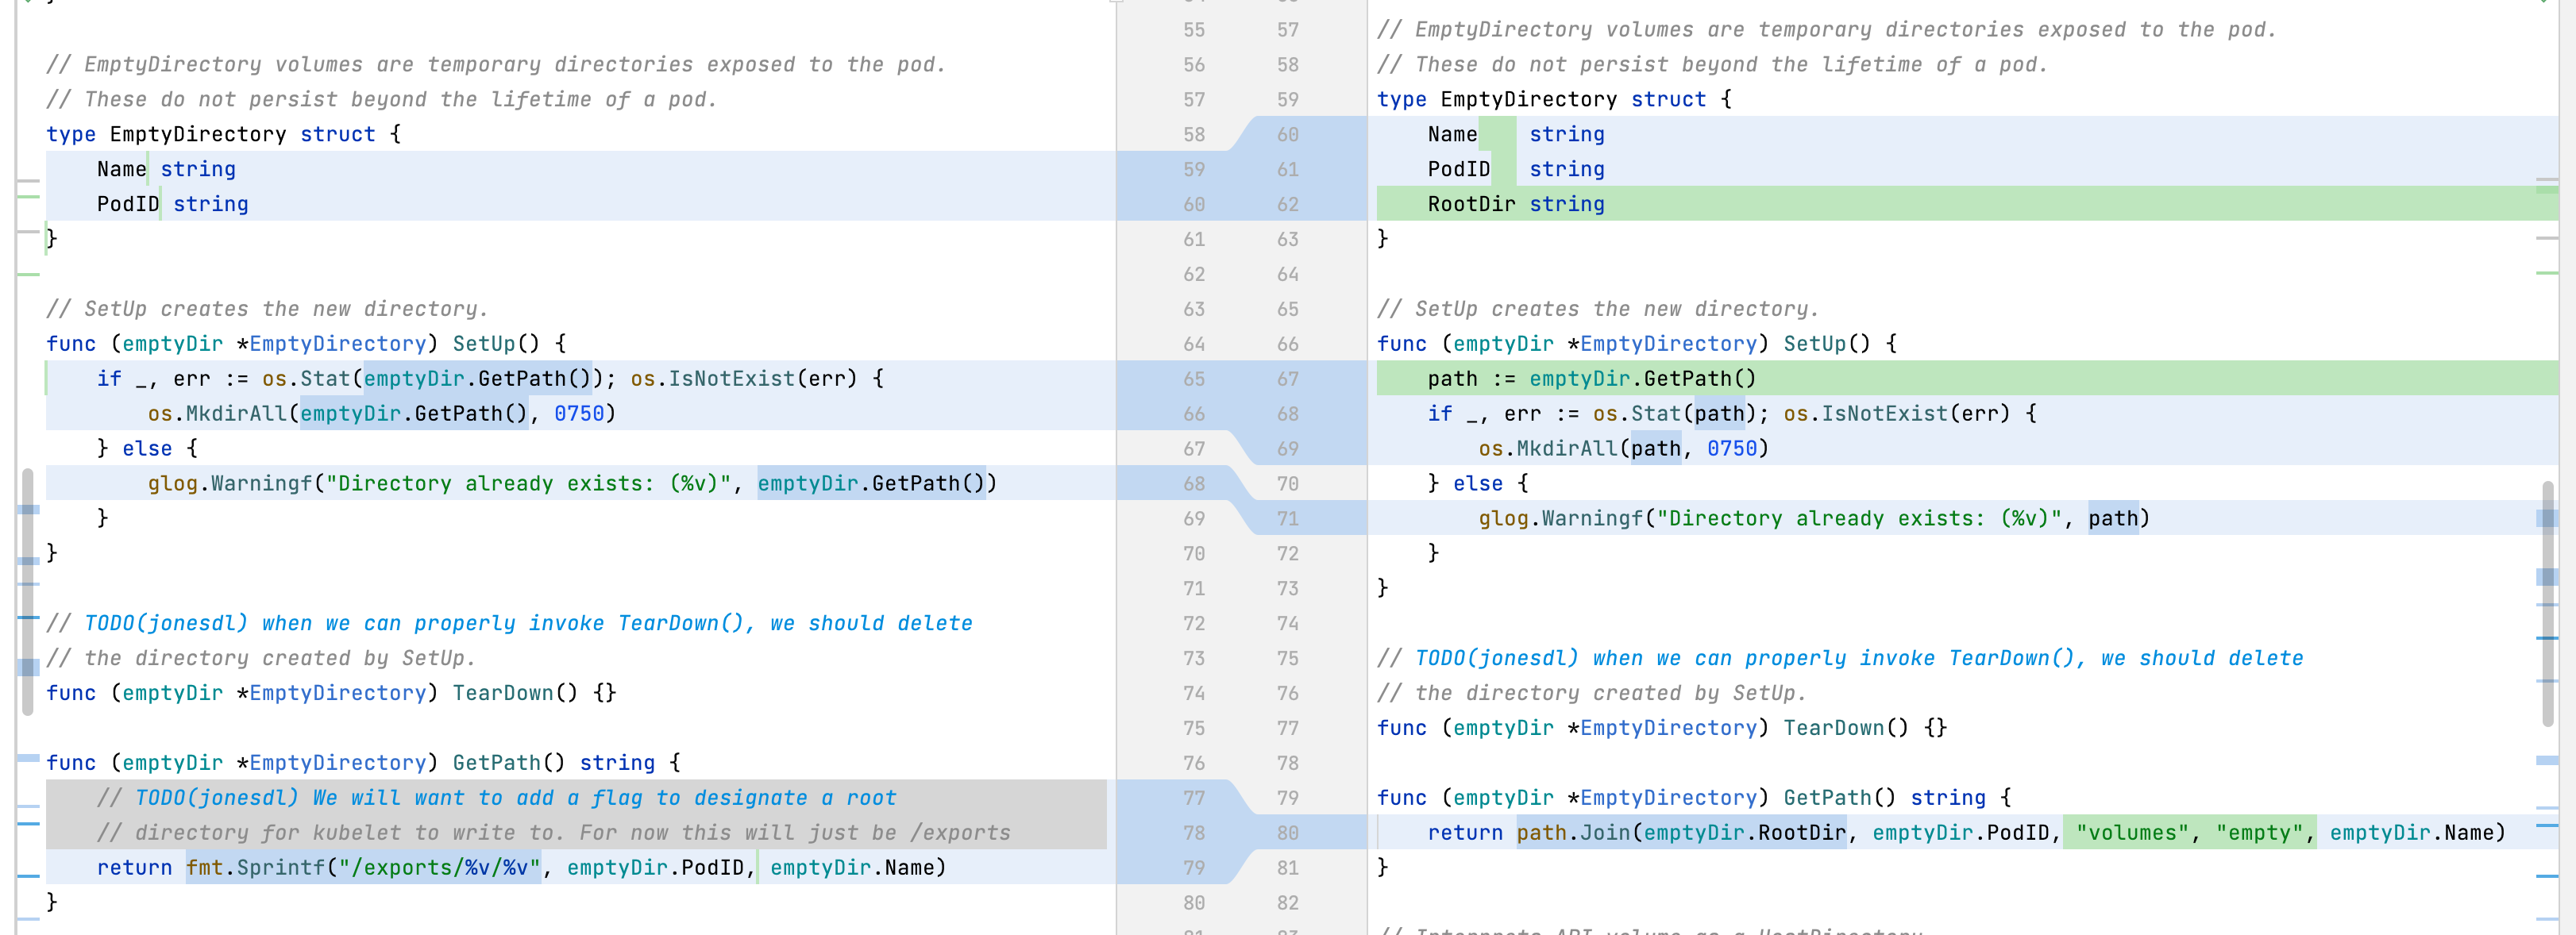 }
// EmptyDirectory volumes are temporary directories exposed to the pod.
// These do not persist beyond the lifetime of a pod.
type EmptyDirectory struct {
    Name string
    PodID string
}
// SetUp creates the new directory.
func (emptyDir *EmptyDirectory) SetUp() {
    if _, err := os.Stat(emptyDir.GetPath()); os.IsNotExist(err) {
        os.MkdirAll(emptyDir.GetPath(), 0750)
    } else {
        glog.Warningf("Directory already exists: (%v)", emptyDir.GetPath())
    }
}
// TODO(jonesdl) when we can properly invoke TearDown(), we should delete
// the directory created by SetUp.
func (emptyDir *EmptyDirectory) TearDown() {}
func (emptyDir *EmptyDirectory) GetPath() string {
    // TODO(jonesdl) We will want to add a flag to designate a root
    // directory for kubelet to write to. For now this will just be /exports
    return fmt.Sprintf("/exports/%v/%v", emptyDir.PodID, emptyDir.Name)
}
55 57
56 58
57 59
58 60
59 61
60 62
61 63
62 64
63 65
64 66
65 67
66 68
67 69
68 70
69 71
70 72
71 73
72 74
73 75
74 76
75 77
76 78
77 79
78 80
79 81
80 82
// EmptyDirectory volumes are temporary directories exposed to the pod.
// These do not persist beyond the lifetime of a pod.
type EmptyDirectory struct {
    Name    string
    PodID   string
    RootDir string
}
// SetUp creates the new directory.
func (emptyDir *EmptyDirectory) SetUp() {
    path := emptyDir.GetPath()
    if _, err := os.Stat(path); os.IsNotExist(err) {
        os.MkdirAll(path, 0750)
    } else {
        glog.Warningf("Directory already exists: (%v)", path)
    }
}
// TODO(jonesdl) when we can properly invoke TearDown(), we should delete
// the directory created by SetUp.
func (emptyDir *EmptyDirectory) TearDown() {}
func (emptyDir *EmptyDirectory) GetPath() string {
    return path.Join(emptyDir.RootDir, emptyDir.PodID, "volumes", "empty", emptyDir.Name)
}
// Interprets API volume as a HostDirectory